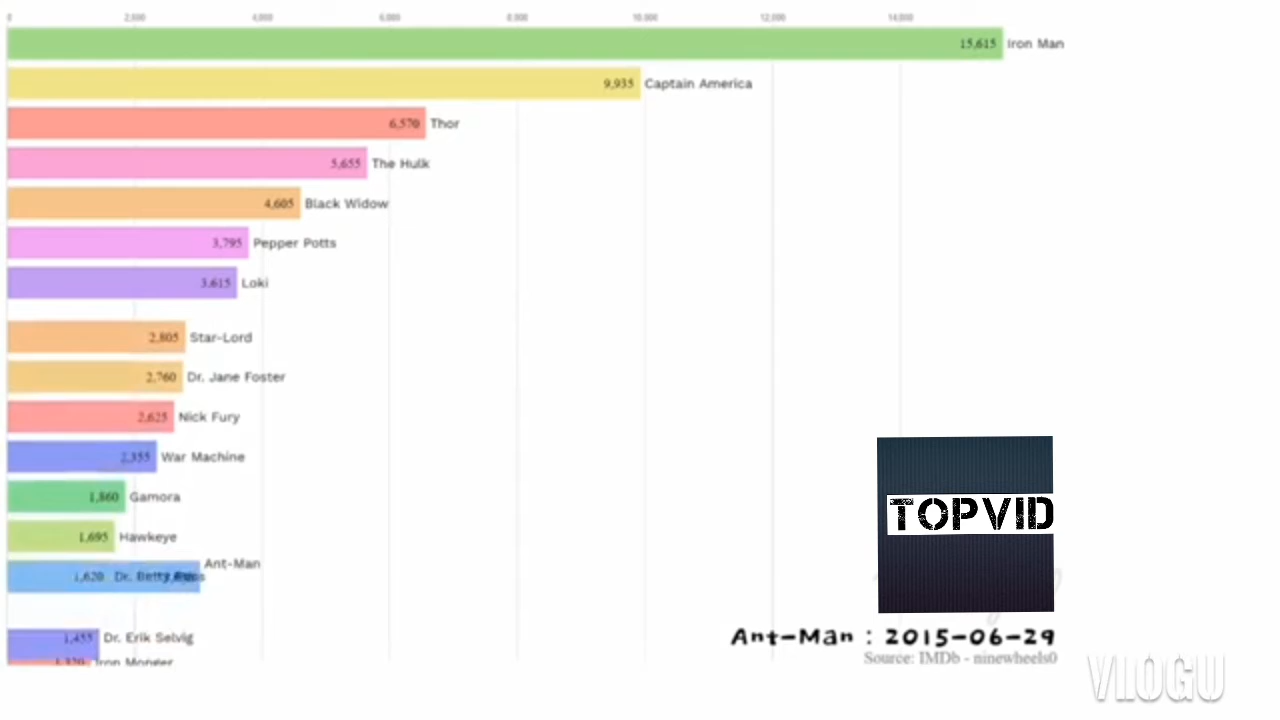 0 2,000 4,000 6,000 8,000 10,000 12,000 14,000
15,615 Iron Man
9,935 Captain America
6,570 Thor
5,655 The Hulk
4,605 Black Widow
3,795 Pepper Potts
3,615 Loki
2,805 Star-Lord
2,760 Dr. Jane Foster
2,625 Nick Fury
2,355 War Machine
1,860 Gamora
1,695 Hawkeye
Ant-Man
1,620 Dr. Betty Ross
1,455 Dr. Erik Selvig
1,320 Iron Monger
TOPVID
Ant-Man : 2015-06-29
Source: IMDb - ninewheels0
VLOGU